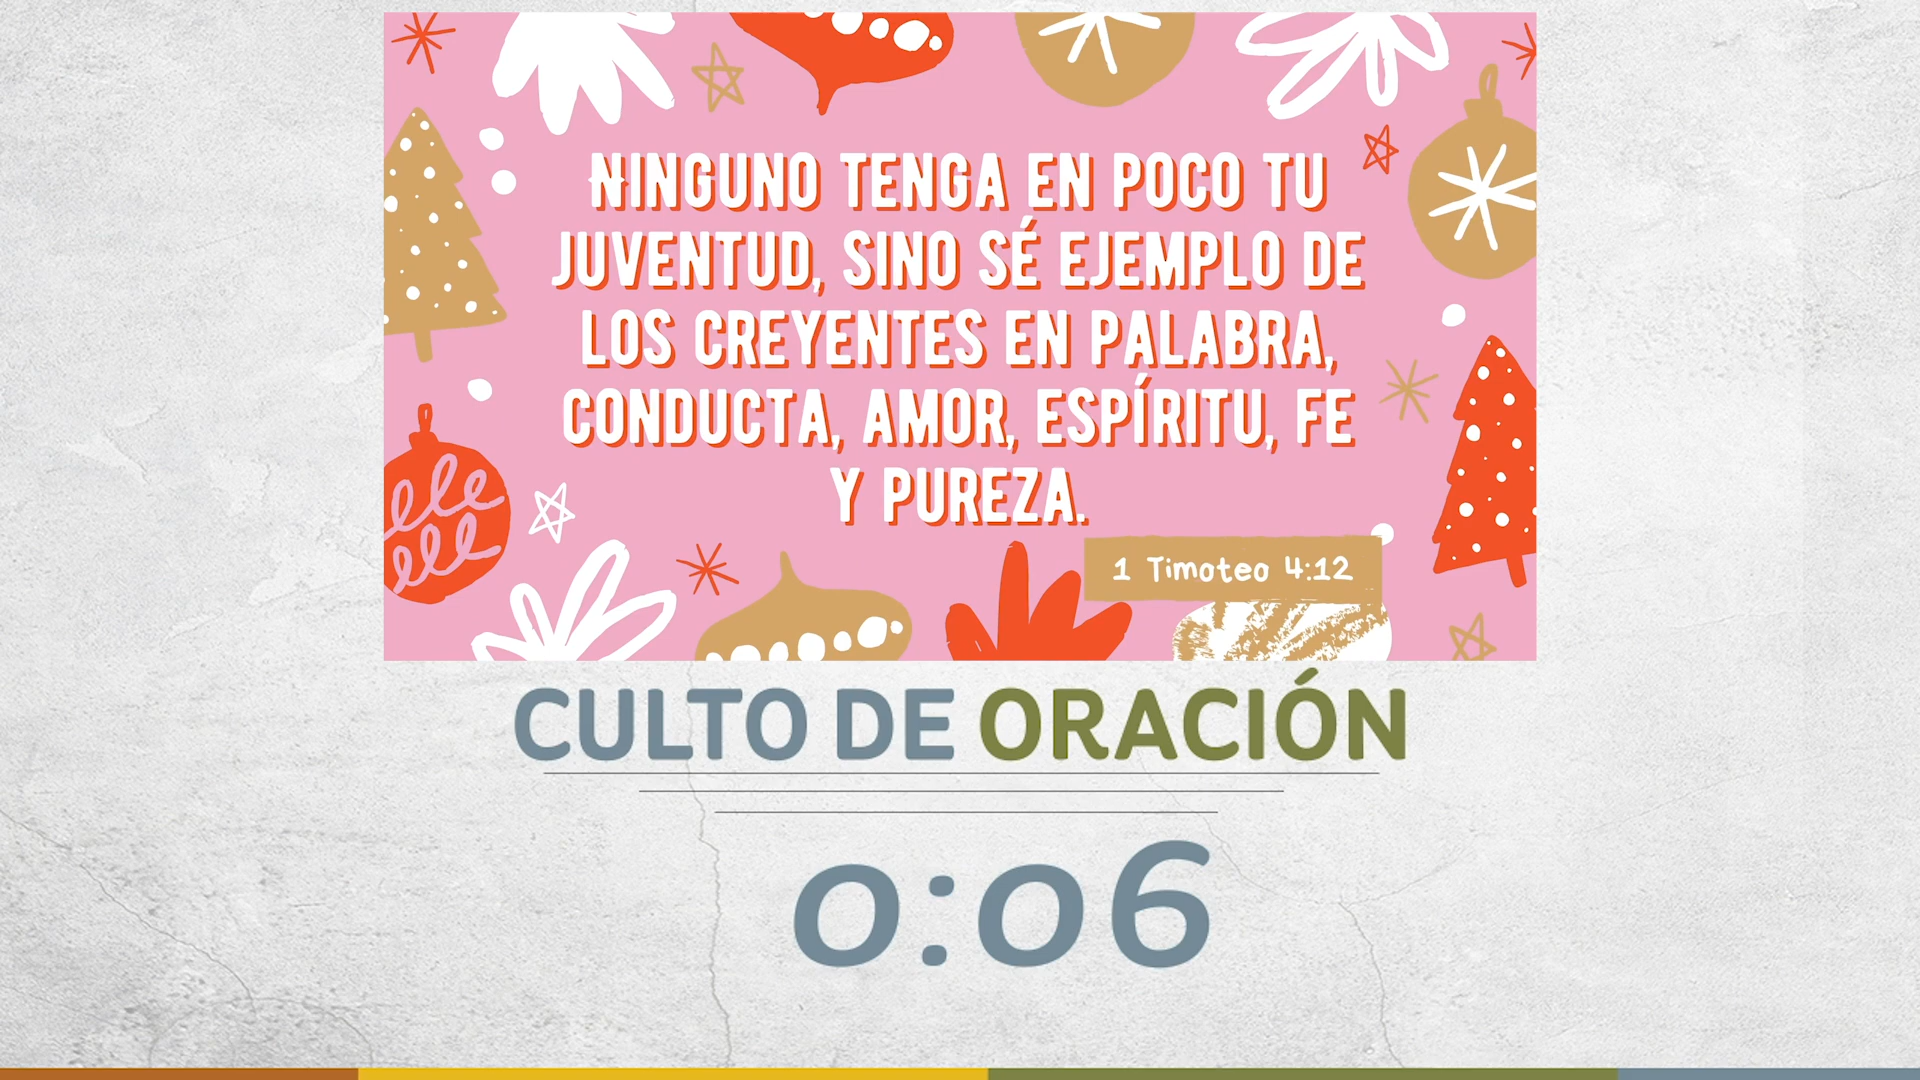 NINGUNO TENGA EN POCO TU
JUVENTUD, SINO SÉ EJEMPLO DE
LOS CREYENTES EN PALABRA,
CONDUCTA, AMOR, ESPÍRITU, FE
Y PUREZA.
1 Timoteo 4:12
CULTO DE ORACIÓN
0:06